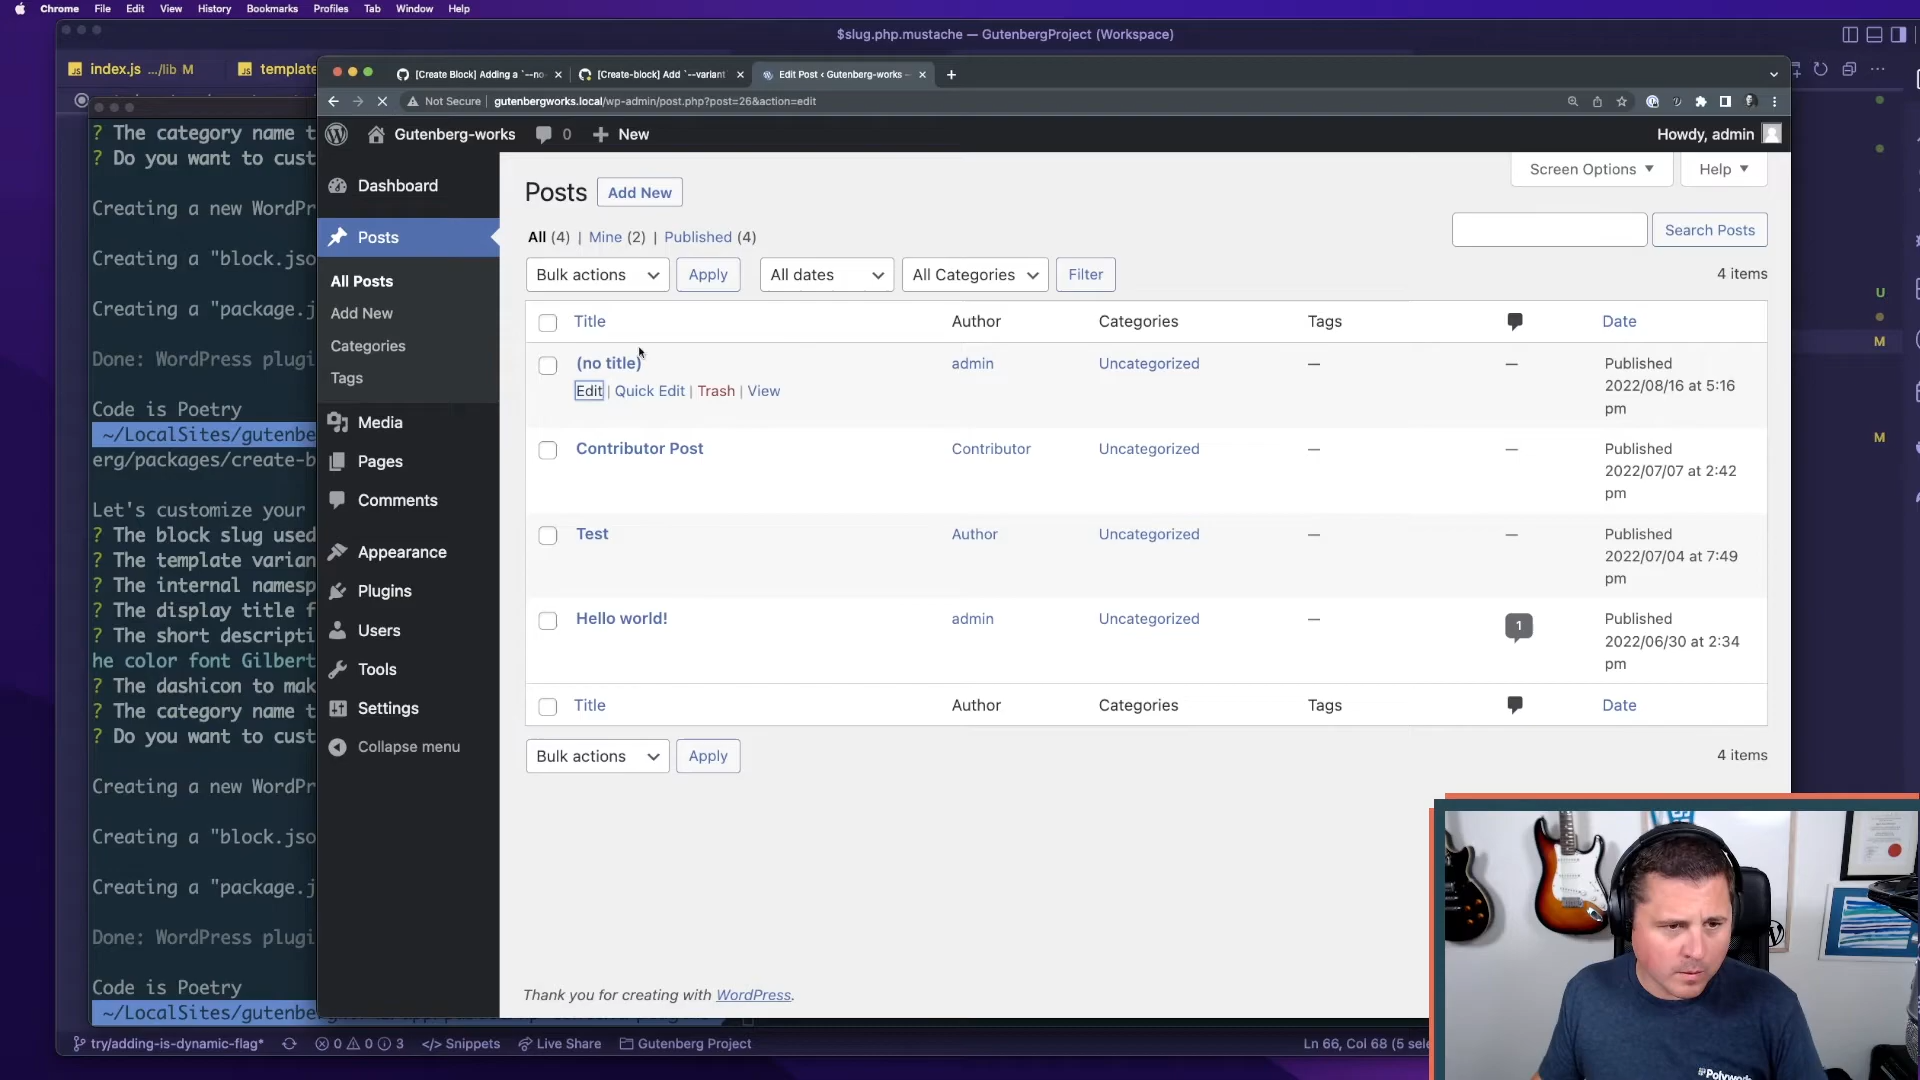 Chrome File Edit View History Bookmarks Profiles Tab Window Help
$slug.php.mustache — GutenbergProject (Workspace)
index.js .../lib M
template
[Create Block] Adding a `--no
[Create-block] Add `--variant
Edit Post ‹ Gutenberg-works –
Not Secure | gutenbergworks.local/wp-admin/post.php?post=26&action=edit
Gutenberg-works 0 New
Howdy, admin
? The category name t
? Do you want to cust
Creating a new WordPr
Creating a "block.jso
Creating a "package.j
Done: WordPress plugi
Code is Poetry
~/LocalSites/gutenbe
erg/packages/create-b
Let's customize your
? The block slug used
? The template varian
? The internal namesp
? The display title f
? The short descripti
he color font Gilbert
? The dashicon to mak
? The category name t
? Do you want to cust
Creating a new WordPr
Creating a "block.jso
Creating a "package.j
Done: WordPress plugi
Code is Poetry
~/LocalSites/gutenbe
Dashboard
Posts
All Posts
Add New
Categories
Tags
Media
Pages
Comments
Appearance
Plugins
Users
Tools
Settings
Collapse menu
Screen Options Help
Posts Add New
All (4) | Mine (2) | Published (4)
Search Posts
Bulk actions Apply All dates All Categories Filter
4 items
Title Author Categories Tags Date
(no title) admin Uncategorized — — Published
2022/08/16 at 5:16
pm
Edit | Quick Edit | Trash | View
Contributor Post Contributor Uncategorized — — Published
2022/07/07 at 2:42
pm
Test Author Uncategorized — — Published
2022/07/04 at 7:49
pm
Hello world! admin Uncategorized — 1 Published
2022/06/30 at 2:34
pm
Title Author Categories Tags Date
Bulk actions Apply
4 items
Thank you for creating with WordPress.
U
M
M
try/adding-is-dynamic-flag* 0 0 3 </> Snippets Live Share Gutenberg Project
Ln 66, Col 68 (5 sele
Polywork